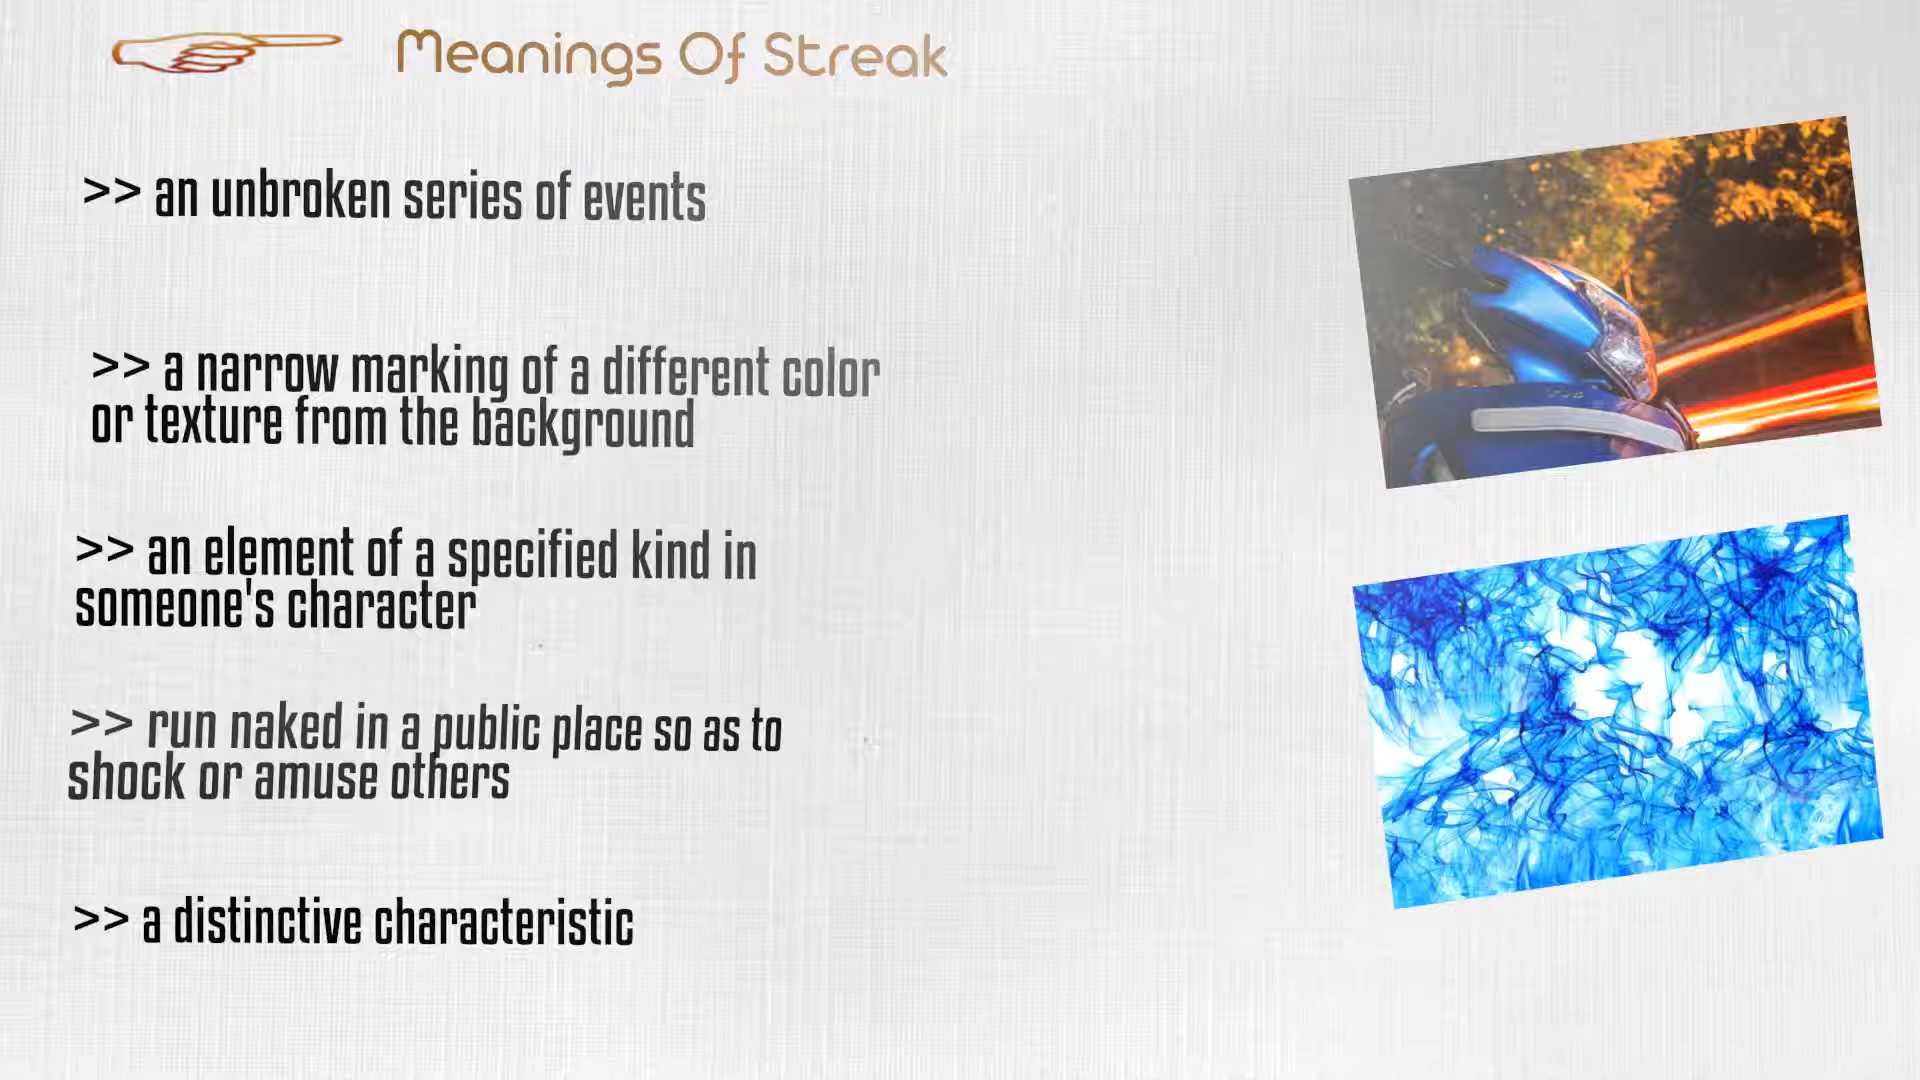 Meanings Of Streak
>> an unbroken series of events
>> a narrow marking of a different color
or texture from the background
>> an element of a specified kind in
someone's character
>> run naked in a public place so as to
shock or amuse others
>> a distinctive characteristic